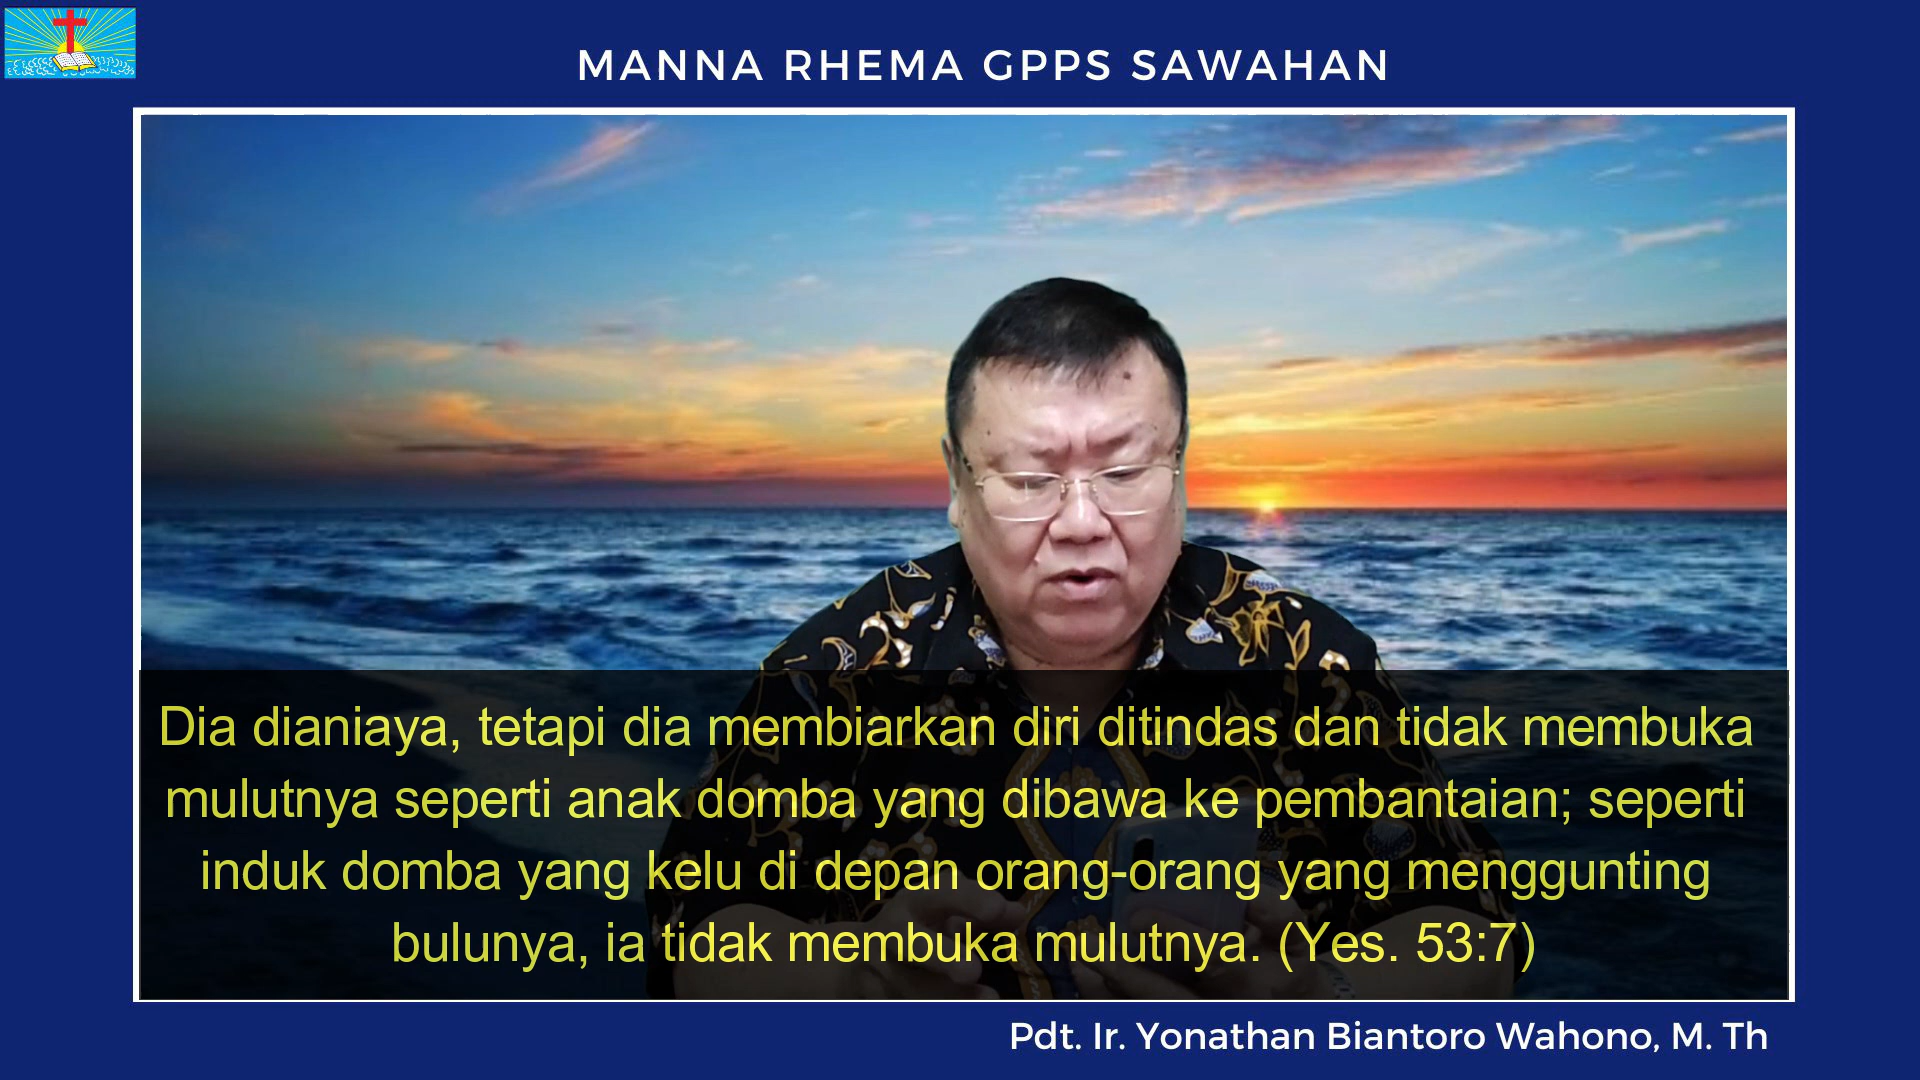 MANNA RHEMA GPPS SAWAHAN
Dia dianiaya, tetapi dia membiarkan diri ditindas dan tidak membuka
mulutnya seperti anak domba yang dibawa ke pembantaian; seperti
induk domba yang kelu di depan orang-orang yang menggunting
bulunya, ia tidak membuka mulutnya. (Yes. 53:7)
Pdt. Ir. Yonathan Biantoro Wahono, M. Th